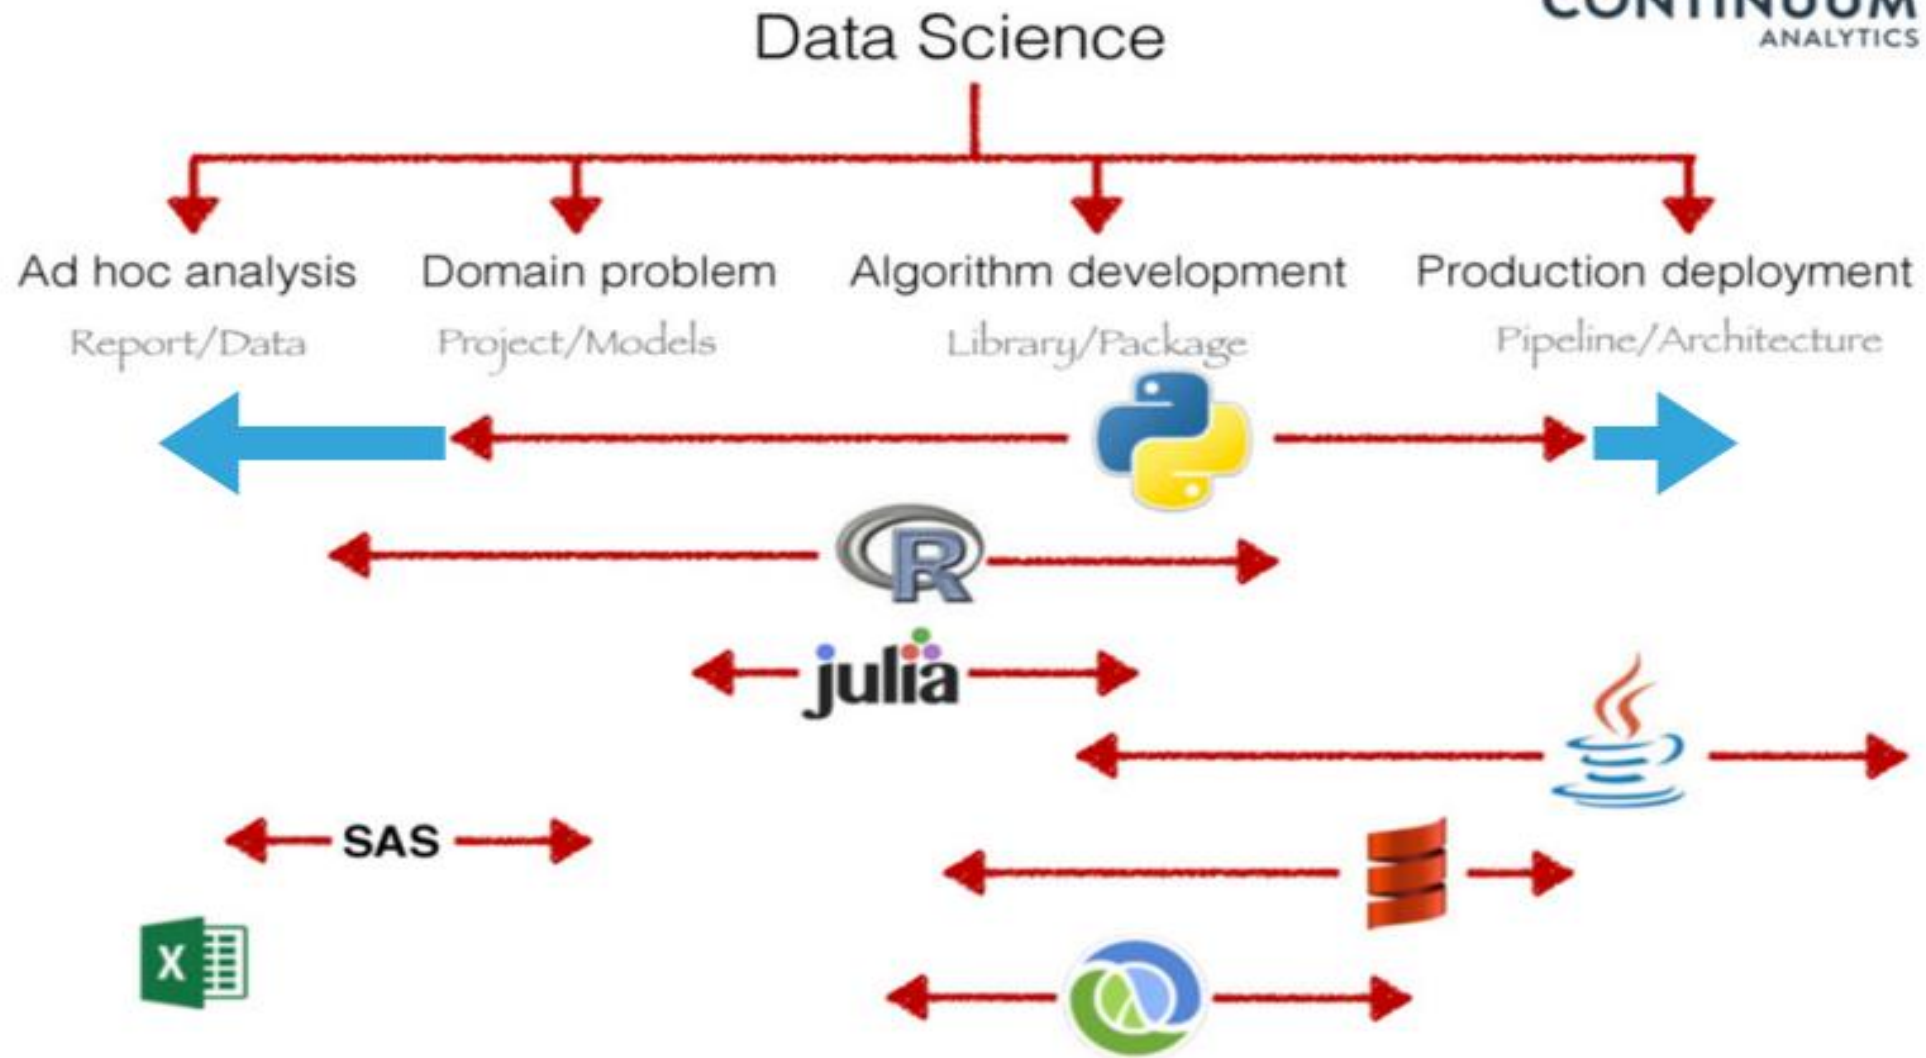 CONTINUUM
ANALYTICS
Data Science
Ad hoc analysis
Domain problem
Algorithm development
Production deployment
Report/Data
Project/Models
Library/Package
Pipeline/Architecture
R
julia
SAS
X